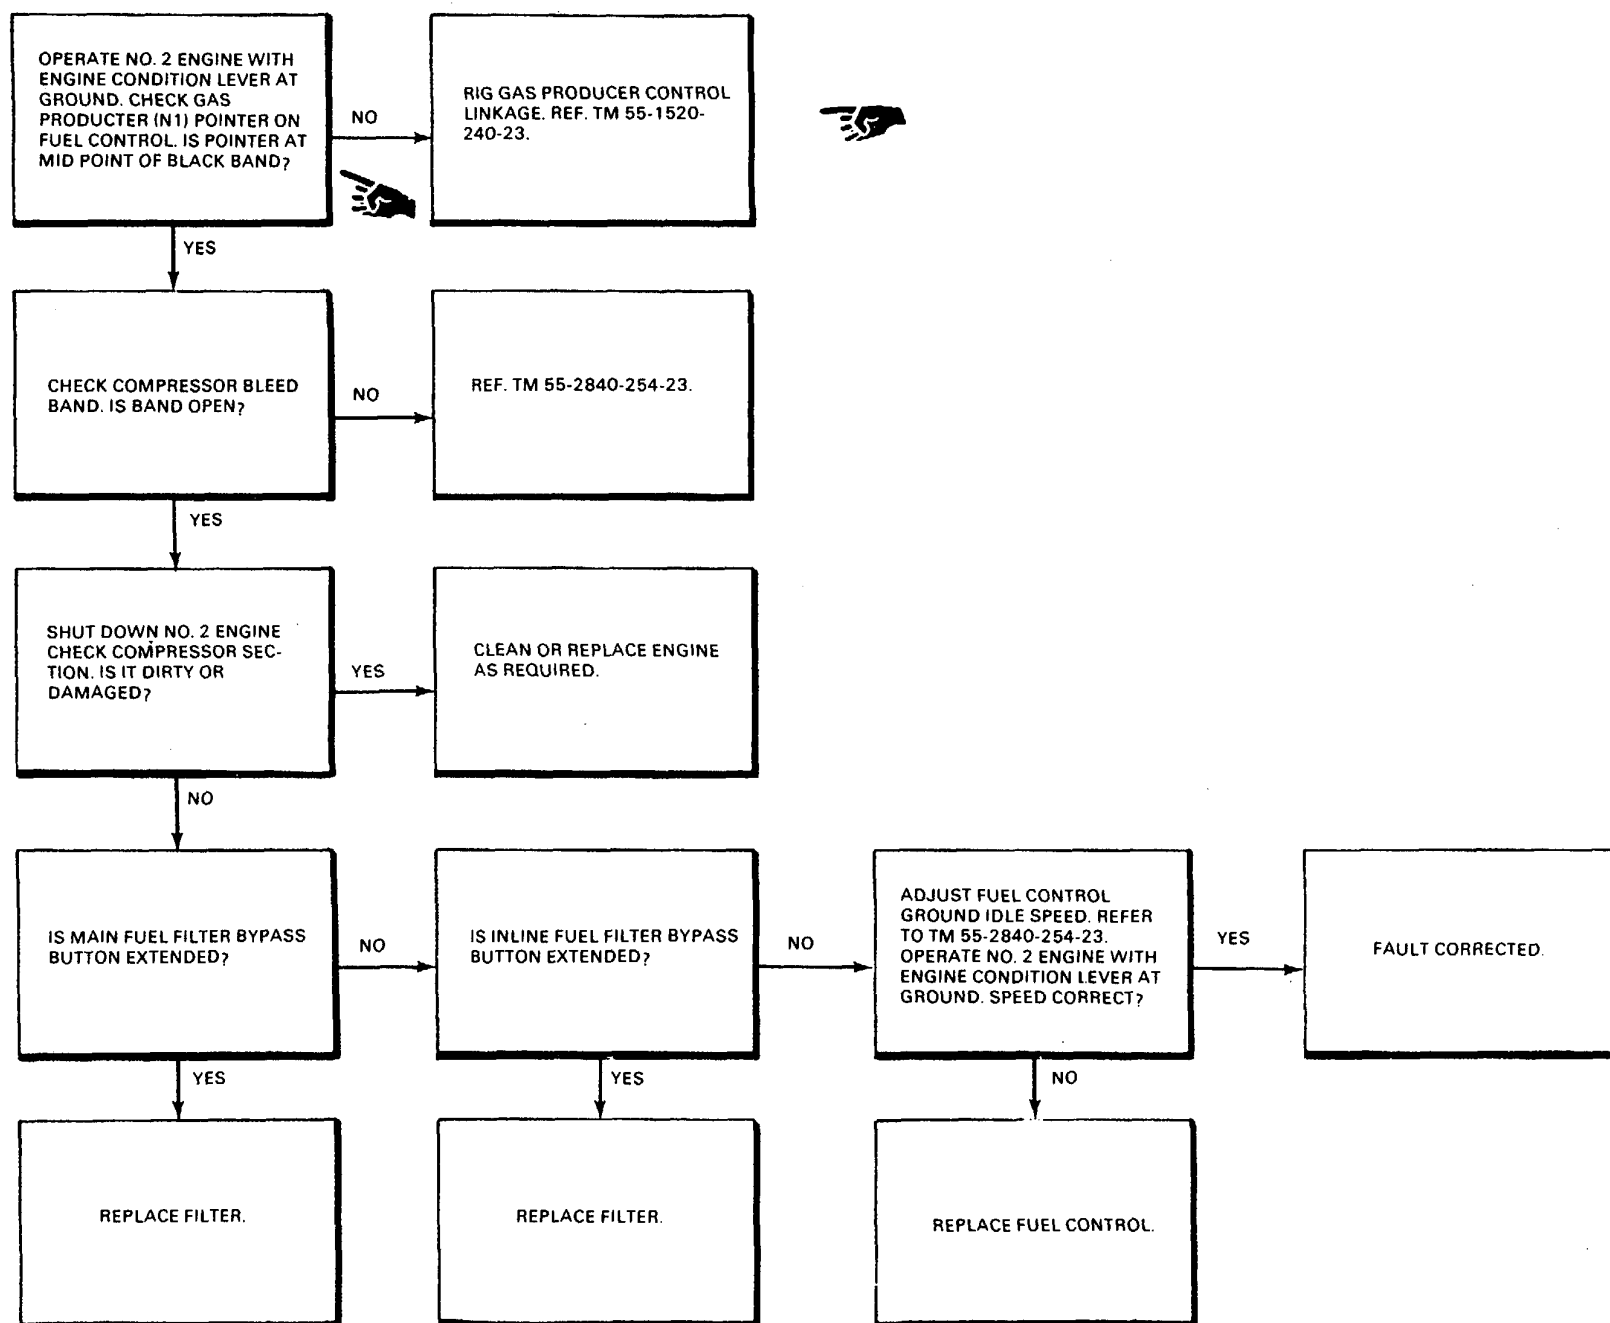 OPERATE NO. 2 ENGINE WITH
ENGINE CONDITION LEVER AT
GROUND. CHECK GAS
PRODUCTER (N1) POINTER ON
FUEL CONTROL. IS POINTER AT
MID POINT OF BLACK BAND?
NO
RIG GAS PRODUCER CONTROL
LINKAGE. REF. TM 55-1520-
240-23.
YES
CHECK COMPRESSOR BLEED
BAND. IS BAND OPEN?
NO
REF. TM 55-2840-254-23.
YES
SHUT DOWN NO. 2 ENGINE
CHECK COMPRESSOR SEC-
TION. IS IT DIRTY OR
DAMAGED?
YES
CLEAN OR REPLACE ENGINE
AS REQUIRED.
NO
IS MAIN FUEL FILTER BYPASS
BUTTON EXTENDED?
NO
IS INLINE FUEL FILTER BYPASS
BUTTON EXTENDED?
NO
ADJUST FUEL CONTROL
GROUND IDLE SPEED. REFER
TO TM 55-2840-254-23.
OPERATE NO. 2 ENGINE WITH
ENGINE CONDITION LEVER AT
GROUND. SPEED CORRECT?
YES
FAULT CORRECTED.
YES
YES
NO
REPLACE FILTER.
REPLACE FILTER.
REPLACE FUEL CONTROL.